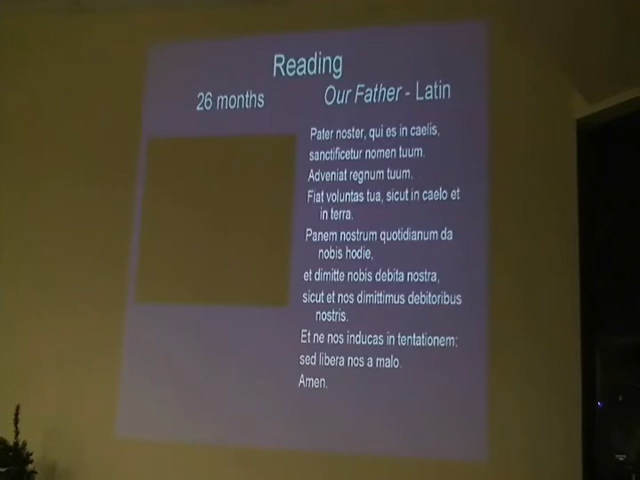 Reading
26 months
Our Father - Latin
Pater noster, qui es in caelis,
sanctificetur nomen tuum.
Adveniat regnum tuum.
Fiat voluntas tua, sicut in caelo et
in terra.
Panem nostrum quotidianum da
nobis hodie,
et dimitte nobis debita nostra,
sicut et nos dimittimus debitoribus
nostris.
Et ne nos inducas in tentationem:
sed libera nos a malo.
Amen.